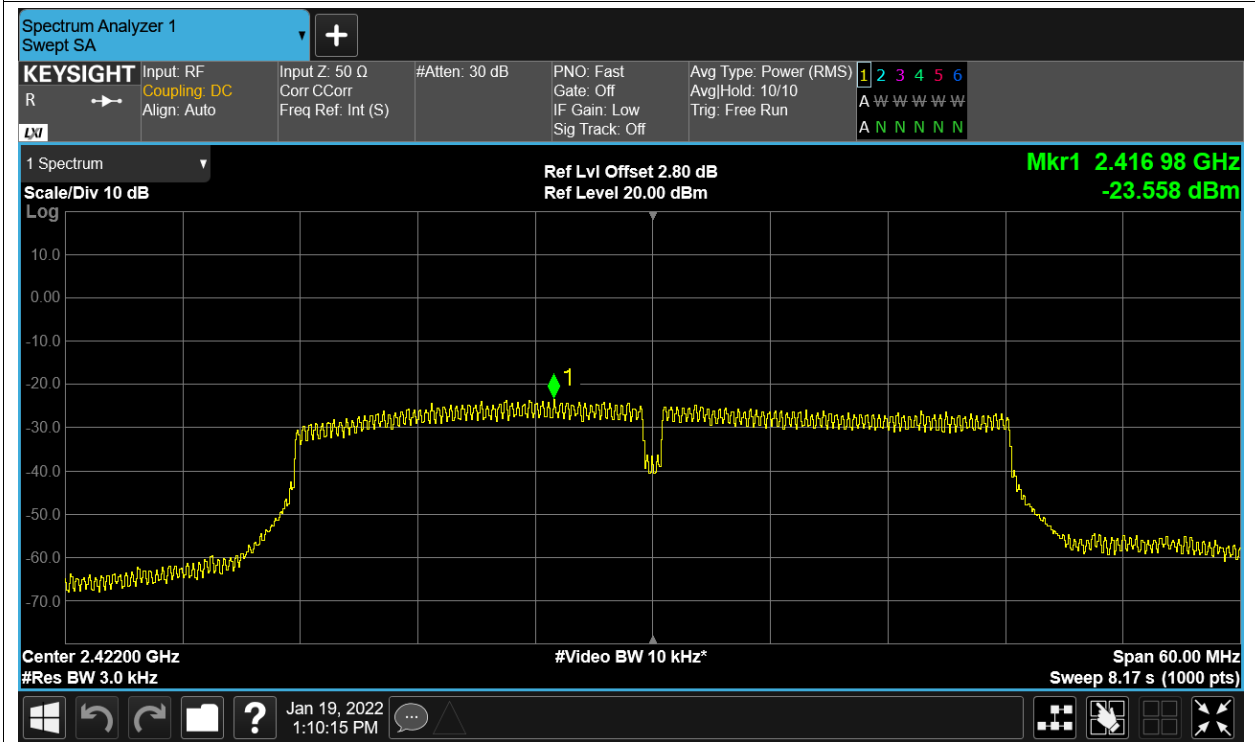 Spectrum Analyzer 1
Swept SA
+
KEYSIGHT
R
LXI
Input: RF
Coupling: DC
Align: Auto
Input Z: 50 Ω
Corr CCorr
Freq Ref: Int (S)
#Atten: 30 dB
PNO: Fast
Gate: Off
IF Gain: Low
Sig Track: Off
Avg Type: Power (RMS)
Avg|Hold: 10/10
Trig: Free Run
1 2 3 4 5 6
A W W W W W
A N N N N N
1 Spectrum
Scale/Div 10 dB
Ref Lvl Offset 2.80 dB
Ref Level 20.00 dBm
Mkr1 2.416 98 GHz
-23.558 dBm
Log
10.0
0.00
-10.0
-20.0
-30.0
-40.0
-50.0
-60.0
-70.0
1
Center 2.42200 GHz
#Res BW 3.0 kHz
#Video BW 10 kHz*
Span 60.00 MHz
Sweep 8.17 s (1000 pts)
?
Jan 19, 2022
1:10:15 PM